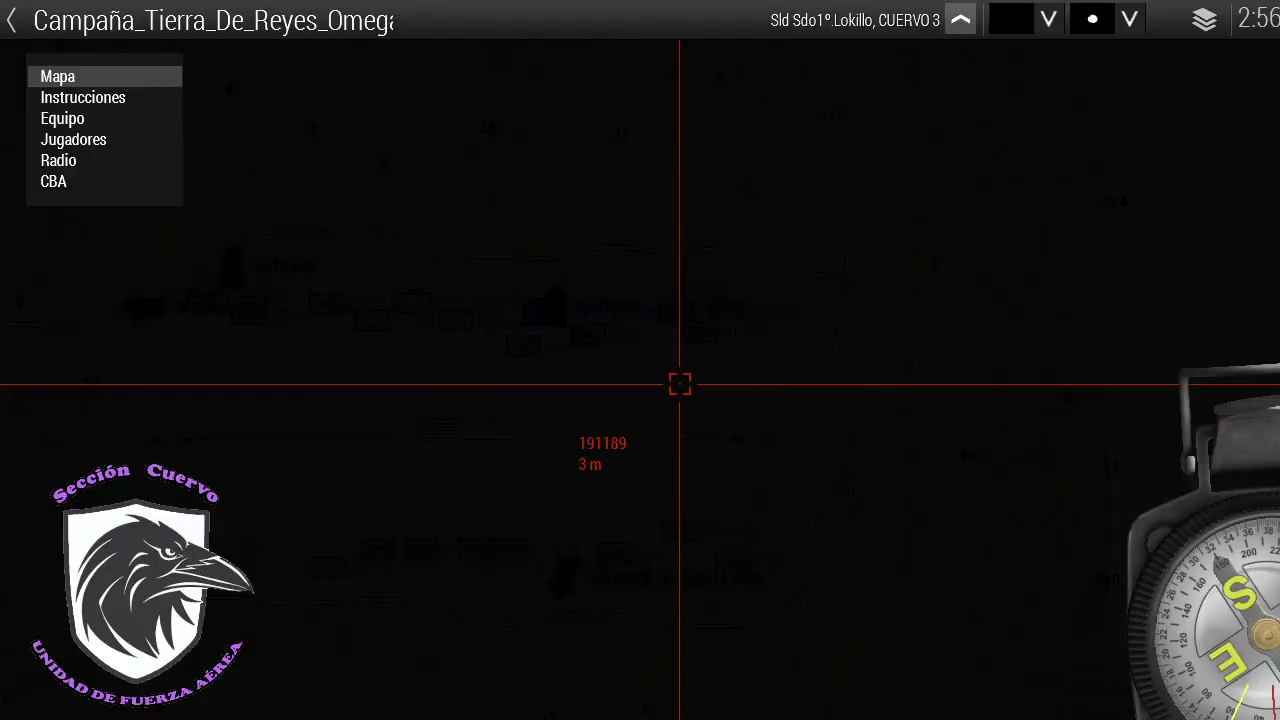 Campaña_Tierra_De_Reyes_Omega
Sld Sdo1º.Lokillo, CUERVO 3
2:56
Mapa
Instrucciones
Equipo
Jugadores
Radio
CBA
191189
3 m
Sección Cuervo
UNIDAD DE FUERZA AÉREA
S
E